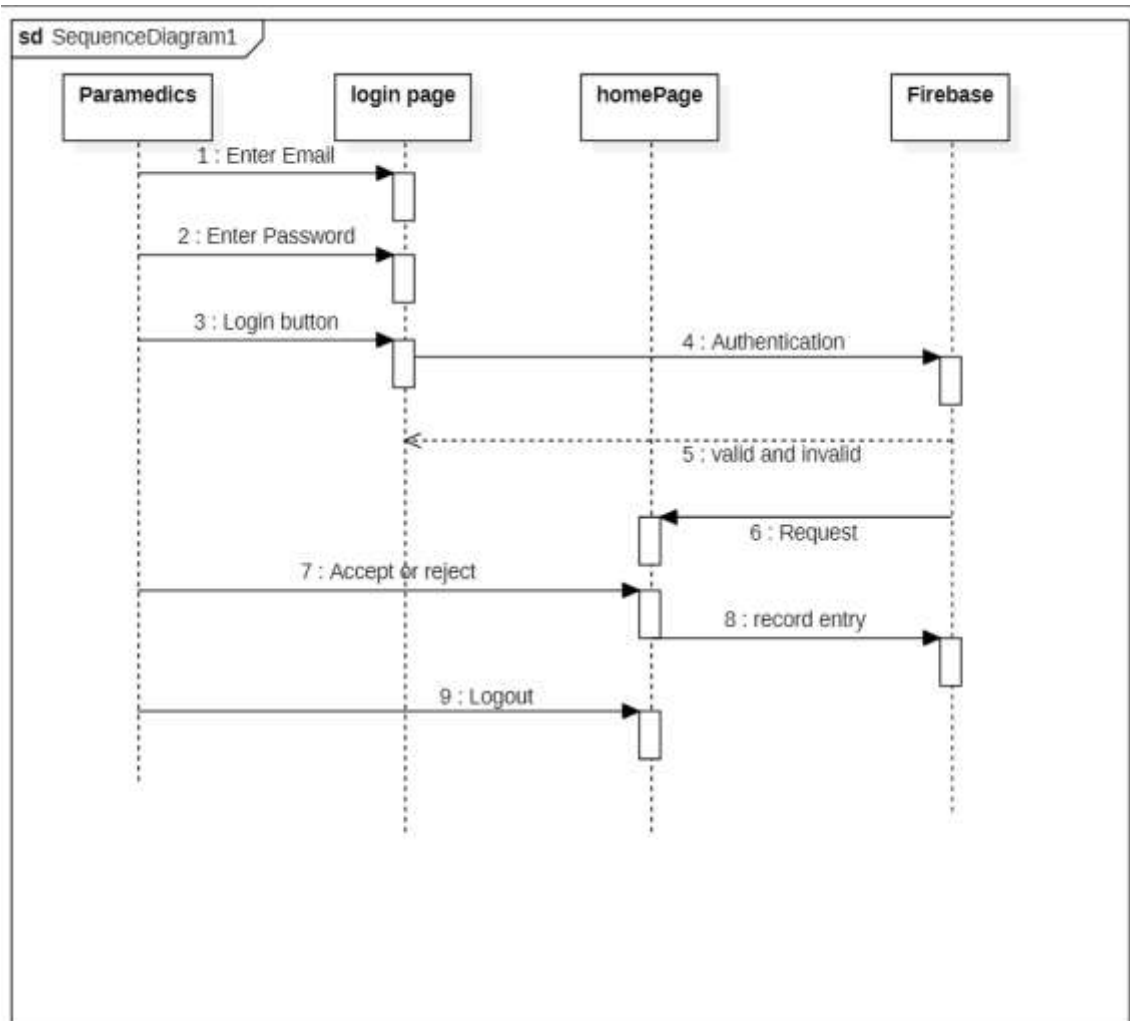 sd SequenceDiagram1
Paramedics
login page
homePage
Firebase
1 : Enter Email
2 : Enter Password
3 : Login button
4 : Authentication
5 : valid and invalid
6 : Request
7 : Accept or reject
8 : record entry
9 : Logout